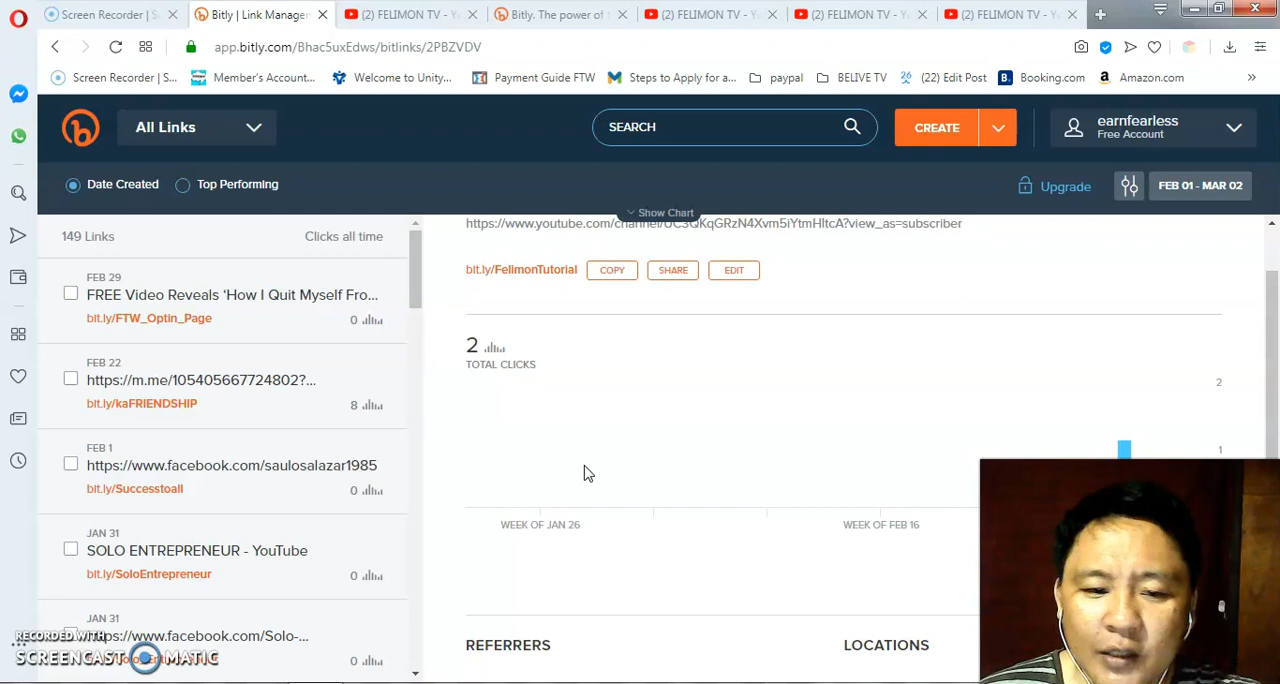 Screen Recorder | S...
Bitly | Link Manager
(2) FELIMON TV - Y
Bitly. The power of t
(2) FELIMON TV - Y
(2) FELIMON TV - Y
(2) FELIMON TV - Y
app.bitly.com/Bhac5uxEdws/bitlinks/2PBZVDV
Screen Recorder | S...
Member's Account...
Welcome to Unity...
Payment Guide FTW
Steps to Apply for a...
paypal
BELIVE TV
(22) Edit Post
Booking.com
Amazon.com
All Links
SEARCH
CREATE
earnfearless
Free Account
Date Created
Top Performing
Upgrade
FEB 01 - MAR 02
Show Chart
149 Links
Clicks all time
FEB 29
FREE Video Reveals ‘How I Quit Myself Fro...
bit.ly/FTW_Optin_Page
0
FEB 22
https://m.me/105405667724802?...
bit.ly/kaFRIENDSHIP
8
FEB 1
https://www.facebook.com/saulosalazar1985
bit.ly/Successtoall
0
JAN 31
SOLO ENTREPRENEUR - YouTube
bit.ly/SoloEntrepreneur
0
JAN 31
https://www.facebook.com/Solo-...
0
RECORDED WITH
SCREENCAST MATIC
https://www.youtube.com/channel/UC3QKqGRzN4Xvm5iYtmHltcA?view_as=subscriber
bit.ly/FelimonTutorial
COPY
SHARE
EDIT
2
TOTAL CLICKS
2
1
WEEK OF JAN 26
WEEK OF FEB 16
REFERRERS
LOCATIONS